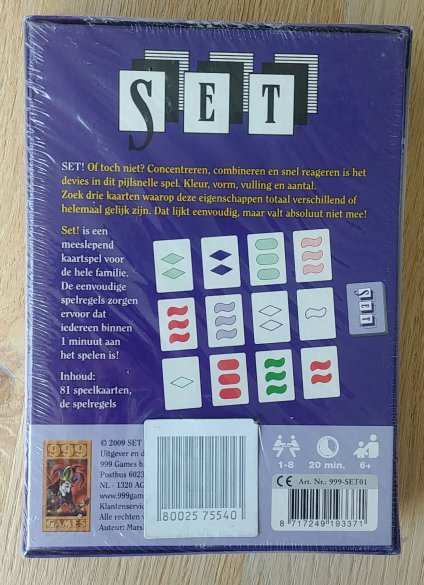 SET
SET! Of toch niet? Concentreren, combineren en snel reageren is het
devies in dit pijlsnelle spel. Kleur, vorm, vulling en aantal.
Zoek drie kaarten waarop deze eigenschappen totaal verschillend of
helemaal gelijk zijn. Dat lijkt eenvoudig, maar valt absoluut niet mee!
Set! is een
meeslepend
kaartspel voor
de hele familie.
De eenvoudige
spelregels zorgen
ervoor dat
iedereen binnen
1 minuut aan
het spelen is!
Inhoud:
81 speelkaarten,
de spelregels
SET
999
GAMES
© 2009 SET
Uitgever en d
999 Games b.
Postbus 6023
NL - 1320 AG
www.999gam
Klantenservic
Alle rechten v
Auteur: Mars
80025 75540
1-8
20 min.
6+
CE Art. Nr.: 999-SET01
8 717249 193371